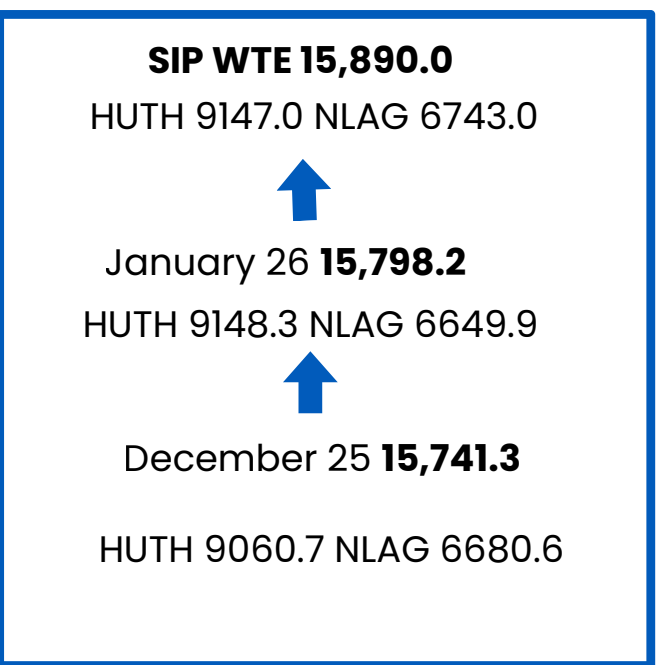 SIP WTE 15,890.0
HUTH 9147.0 NLAG 6743.0
January 26 15,798.2
HUTH 9148.3 NLAG 6649.9
December 25 15,741.3
HUTH 9060.7 NLAG 6680.6